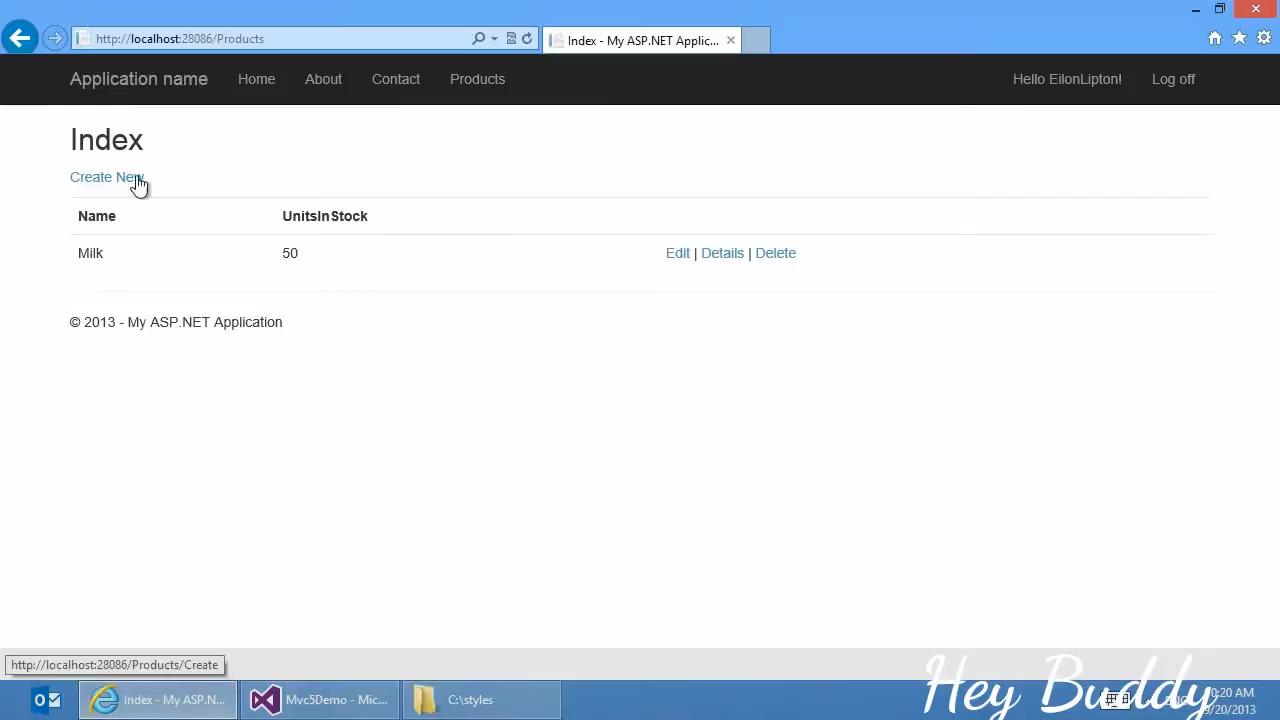 http://localhost:28086/Products
Index - My ASP.NET Applic...
Application name
Home
About
Contact
Products
Hello EilonLipton!
Log off
Index
Create New
Name
UnitsInStock
Milk
50
Edit | Details | Delete
© 2013 - My ASP.NET Application
http://localhost:28086/Products/Create
Index - My ASP.N...
Mvc5Demo - Mic...
C:\styles
Hey Buddy
:20 AM
/20/2013